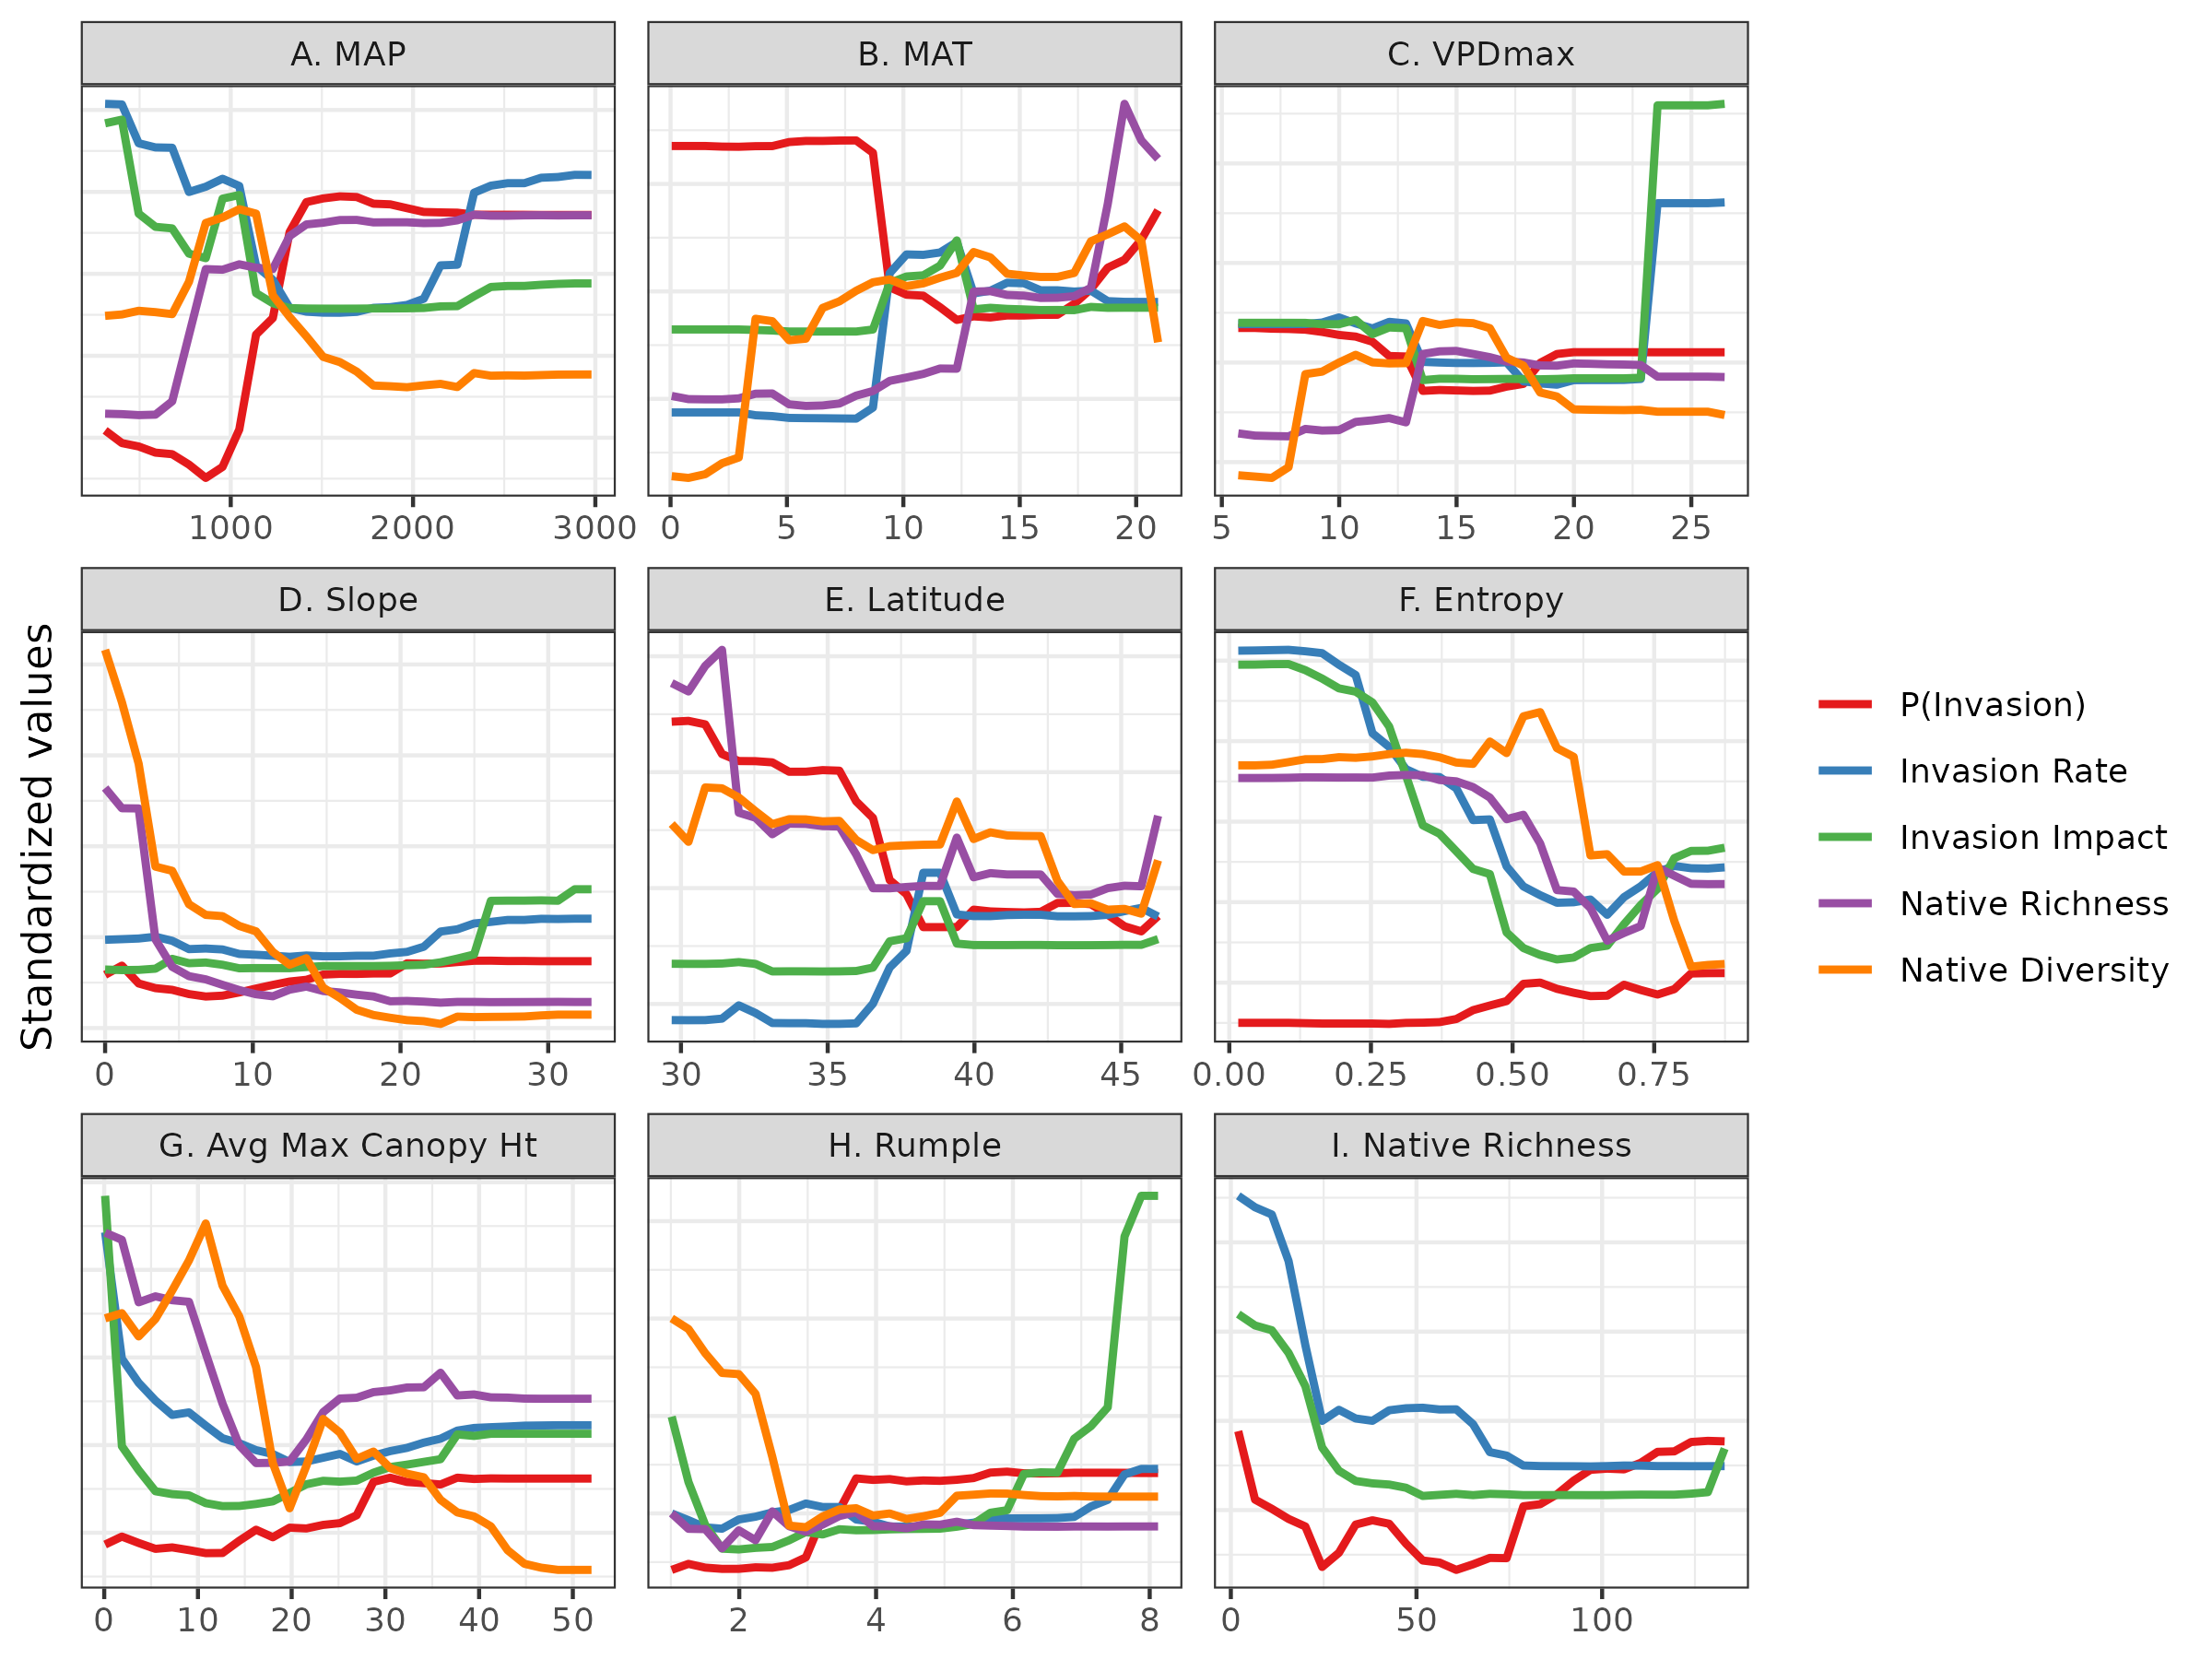 A. MAP
B. MAT
C. VPDmax
1000 2000 3000
0 5 10 15 20
5 10 15 20 25
D. Slope
E. Latitude
F. Entropy
0 10 20 30
30 35 40 45
0.00 0.25 0.50 0.75
G. Avg Max Canopy Ht
H. Rumple
I. Native Richness
0 10 20 30 40 50
2 4 6 8
0 50 100
Standardized values
P(Invasion)
Invasion Rate
Invasion Impact
Native Richness
Native Diversity